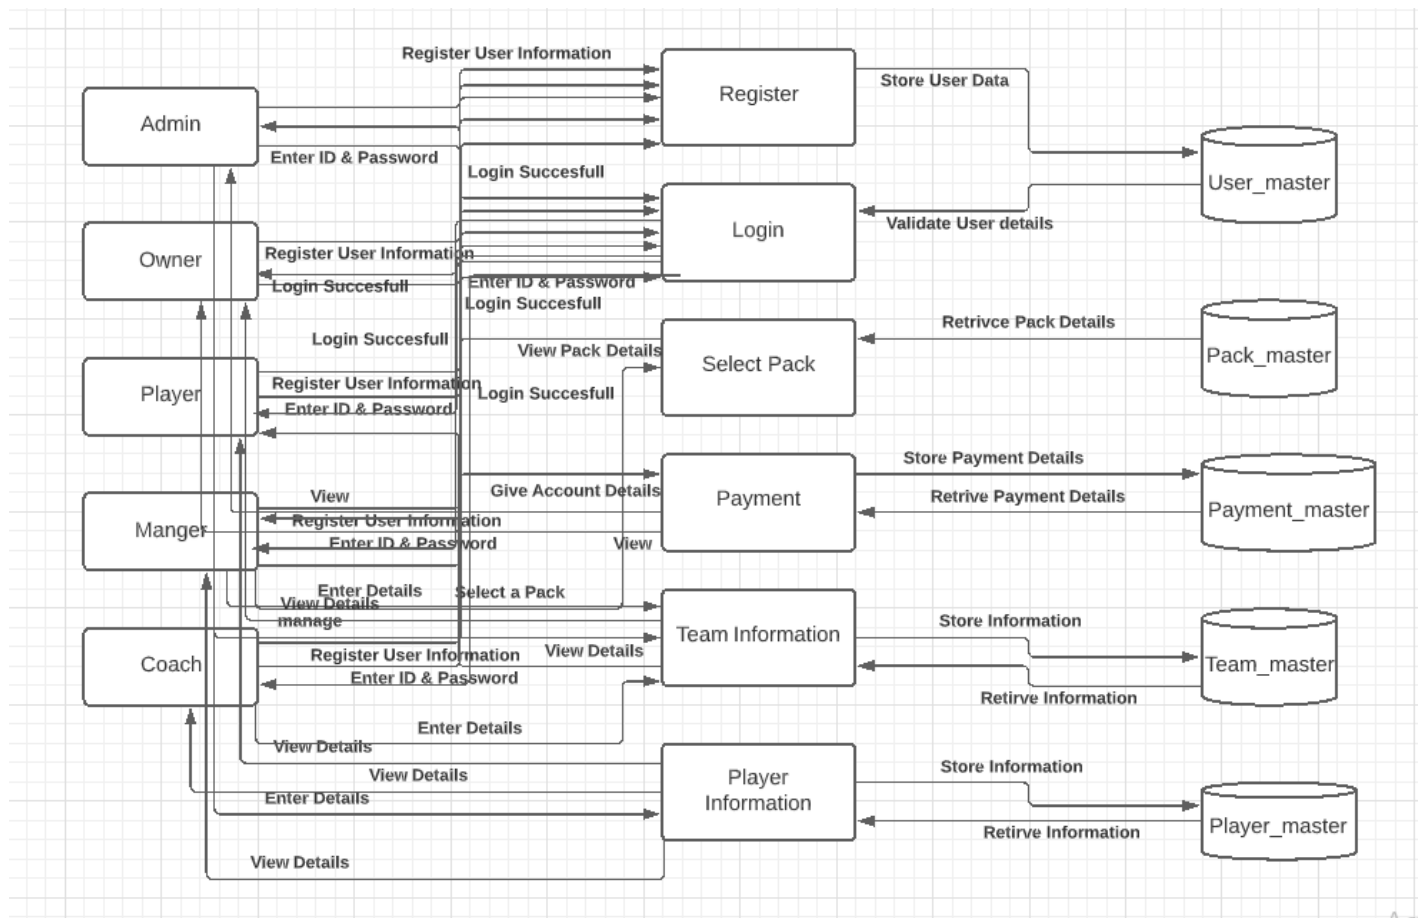 Register User Information
Register
Store User Data
Admin
Enter ID & Password
Login Succesfull
User_master
Login
Validate User details
Owner
Register User Information
Login Succesfull
Enter ID & Password
Login Succesfull
Retrivce Pack Details
Login Succesfull
View Pack Details
Select Pack
Pack_master
Player
Register User Information
Login Succesfull
Enter ID & Password
Store Payment Details
View
Give Account Details
Payment
Retrive Payment Details
Payment_master
Manger
Register User Information
Enter ID & Password
View
Enter Details
Select a Pack
View Details
manage
Team Information
Store Information
Coach
Register User Information
View Details
Team_master
Enter ID & Password
Retirve Information
Enter Details
View Details
View Details
Store Information
Player
Information
Enter Details
Player_master
Retirve Information
View Details